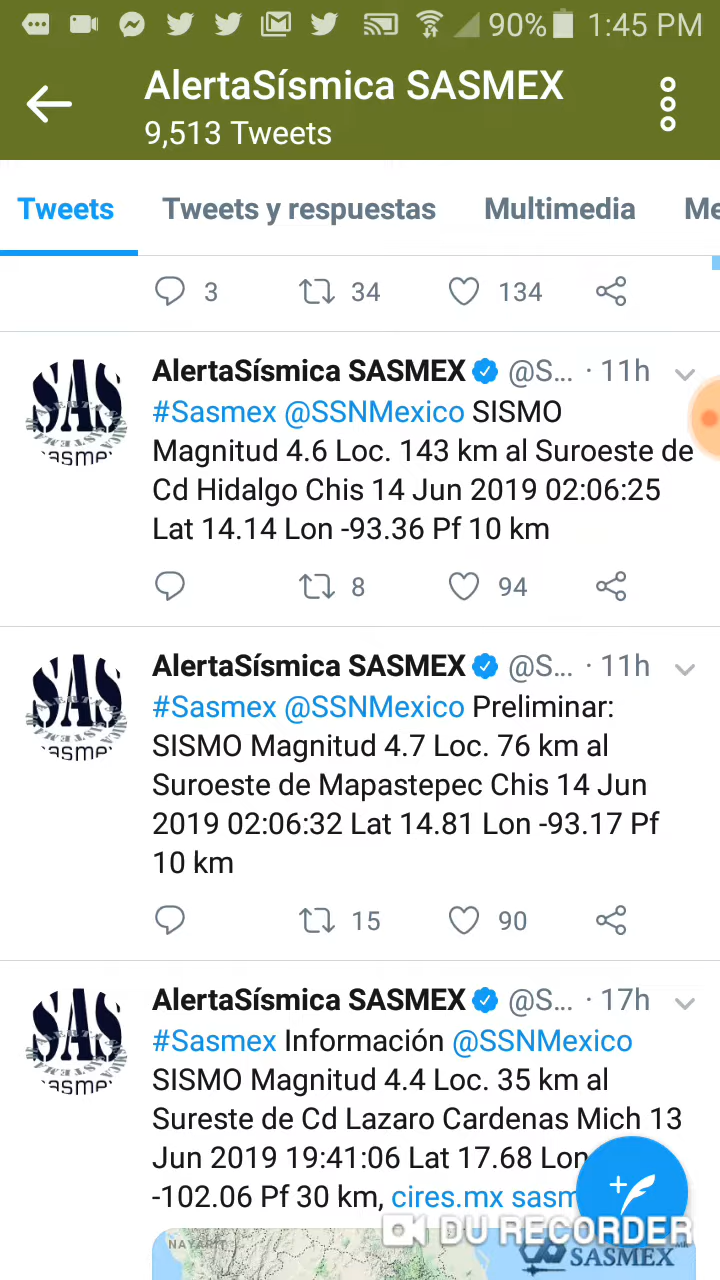 90% 1:45 PM
AlertaSísmica SASMEX
9,513 Tweets
Tweets Tweets y respuestas Multimedia Me
3 34 134
AlertaSísmica SASMEX @S... · 11h
#Sasmex @SSNMexico SISMO
Magnitud 4.6 Loc. 143 km al Suroeste de
Cd Hidalgo Chis 14 Jun 2019 02:06:25
Lat 14.14 Lon -93.36 Pf 10 km
8 94
SAS
AlertaSísmica SASMEX @S... · 11h
#Sasmex @SSNMexico Preliminar:
SISMO Magnitud 4.7 Loc. 76 km al
Suroeste de Mapastepec Chis 14 Jun
2019 02:06:32 Lat 14.81 Lon -93.17 Pf
10 km
15 90
SAS
AlertaSísmica SASMEX @S... · 17h
#Sasmex Información @SSNMexico
SISMO Magnitud 4.4 Loc. 35 km al
Sureste de Cd Lazaro Cardenas Mich 13
Jun 2019 19:41:06 Lat 17.68 Lon
-102.06 Pf 30 km, cires.mx sasm
SAS
DU RECORDER
NAYARIT
SASMEX